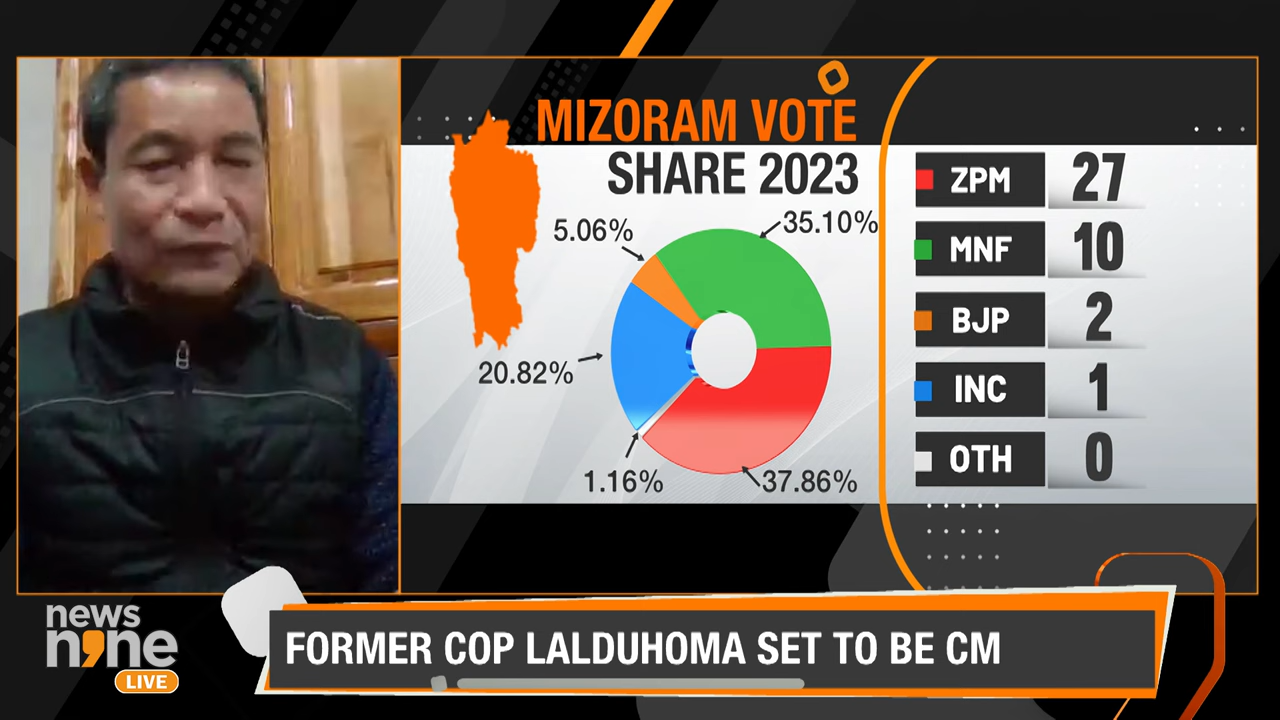 MIZORAM VOTE
SHARE 2023
5.06%
35.10%
20.82%
1.16%
37.86%
ZPM 27
MNF 10
BJP 2
INC 1
OTH 0
news
n9ne
LIVE
FORMER COP LALDUHOMA SET TO BE CM